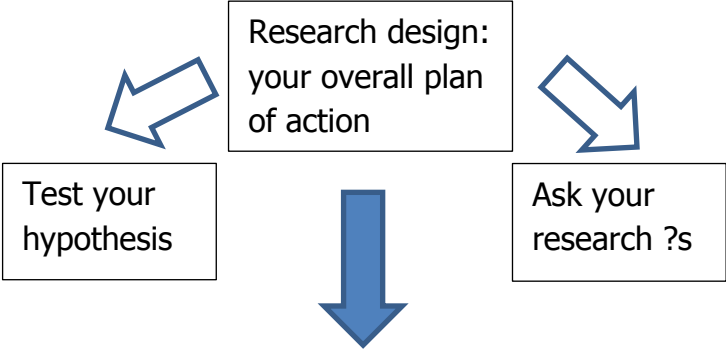 Research design:
your overall plan
of action
Test your
hypothesis
Ask your
research ?s